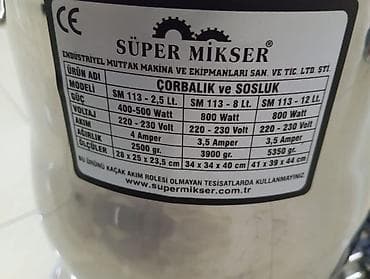 CE
SÜPER MİKSER®
ENDÜSTRİYEL MUTFAK MAKİNA VE EKİPMANLARI SAN. VE TİC. LTD. ŞTİ.
ÜRÜN ADI ÇORBALIK ve SOSLUK
MODELİ SM 113 - 2,5 Lt. SM 113 - 8 Lt. SM 113 - 12 Lt.
GÜÇ 400-500 Watt 800 Watt 800 Watt
VOLTAJ 220 - 230 Volt 220 - 230 Volt 220 - 230 Volt
AKIM 4 Amper 3,5 Amper 3,5 Amper
AĞIRLIK 2500 gr. 3900 gr. 5350 gr.
ÖLÇÜLER 28 x 25 x 23,5 cm 34 x 34 x 40 cm 41 x 39 x 44 cm
BU ÜRÜNÜ KAÇAK AKIM ROLESİ OLMAYAN TESİSATLARDA KULLANMAYINIZ.
www.supermikser.com.tr